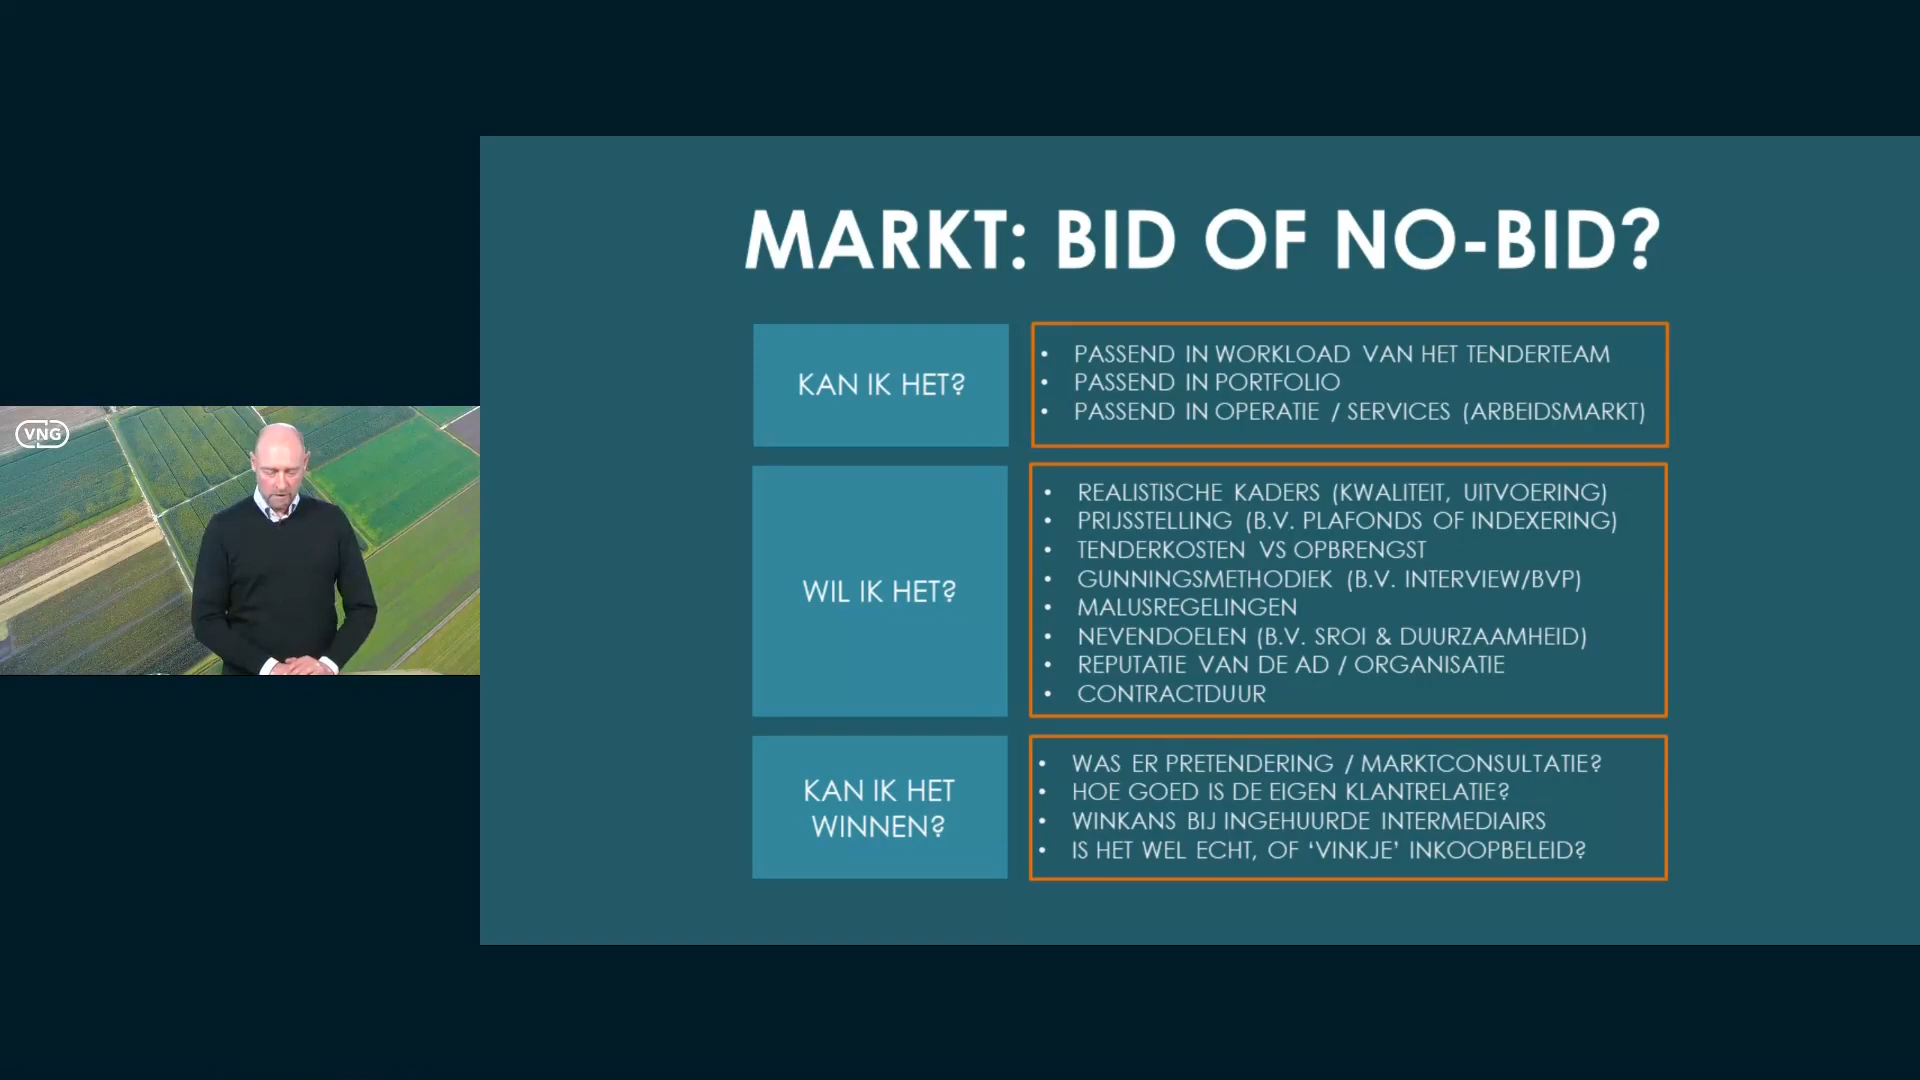 VNG
MARKT: BID OF NO-BID?
KAN IK HET?
• PASSEND IN WORKLOAD VAN HET TENDERTEAM
• PASSEND IN PORTFOLIO
• PASSEND IN OPERATIE / SERVICES (ARBEIDSMARKT)
WIL IK HET?
• REALISTISCHE KADERS (KWALITEIT, UITVOERING)
• PRIJSSTELLING (B.V. PLAFONDS OF INDEXERING)
• TENDERKOSTEN VS OPBRENGST
• GUNNINGSMETHODIEK (B.V. INTERVIEW/BVP)
• MALUSREGELINGEN
• NEVENDOELEN (B.V. SROI & DUURZAAMHEID)
• REPUTATIE VAN DE AD / ORGANISATIE
• CONTRACTDUUR
KAN IK HET
WINNEN?
• WAS ER PRETENDERING / MARKTCONSULTATIE?
• HOE GOED IS DE EIGEN KLANTRELATIE?
• WINKANS BIJ INGEHUURDE INTERMEDIAIRS
• IS HET WEL ECHT, OF ‘VINKJE’ INKOOPBELEID?